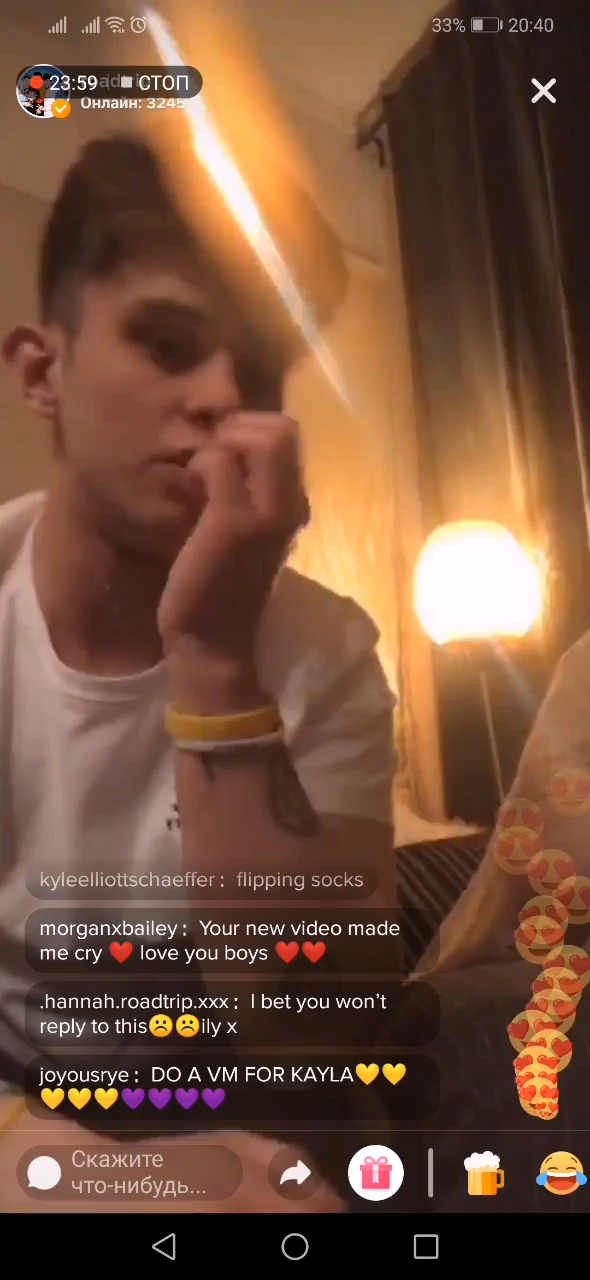 33% 20:40
23:59 СТОП
Онлайн: 3245
kyleelliottschaeffer: flipping socks
morganxbailey: Your new video made
me cry ❤️ love you boys ❤️❤️
.hannah.roadtrip.xxx: I bet you won't
reply to this☹️☹️ily x
joyousrye: DO A VM FOR KAYLA💛💛
💛💛💛💜💜💜💜
Скажите
что-нибудь...